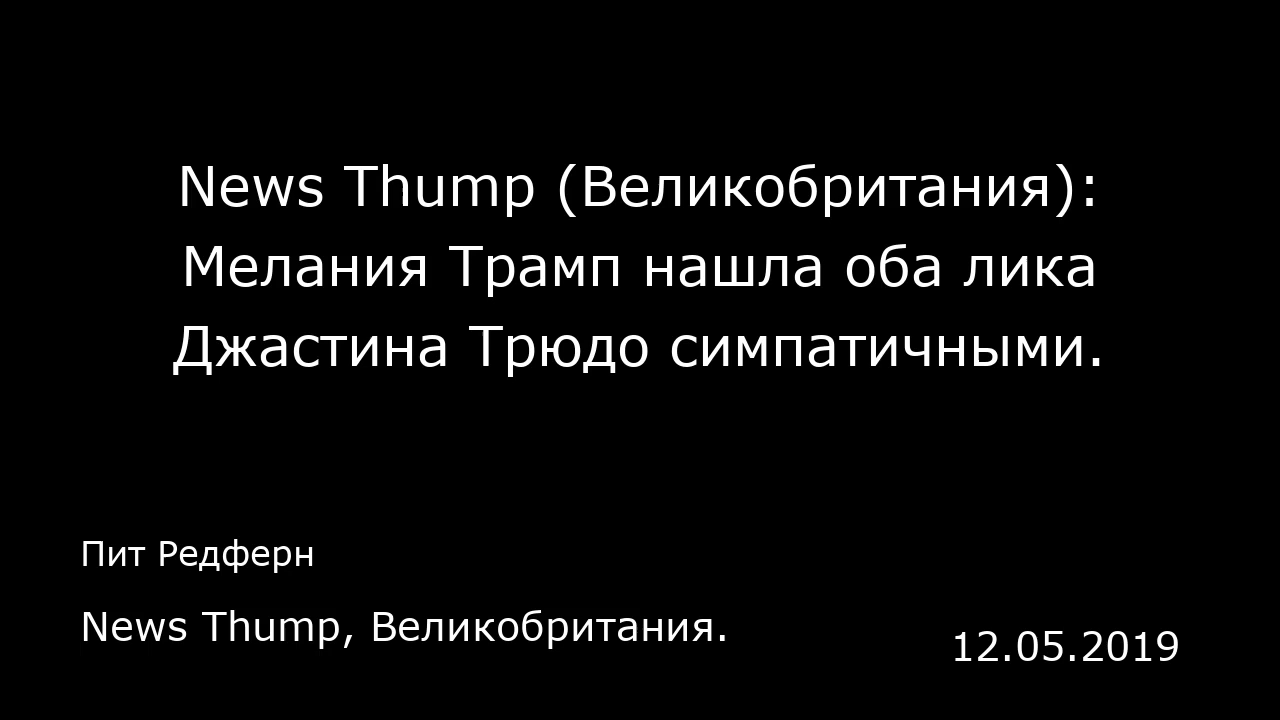 News Thump (Великобритания):
Мелания Трамп нашла оба лика
Джастина Трюдо симпатичными.
Пит Редферн
News Thump, Великобритания.
12.05.2019